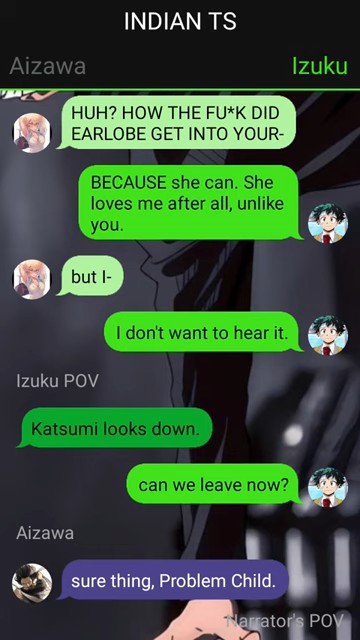 INDIAN TS
Aizawa
Izuku
HUH? HOW THE FU*K DID
EARLOBE GET INTO YOUR-
BECAUSE she can. She
loves me after all, unlike
you.
but I-
I don't want to hear it.
Izuku POV
Katsumi looks down.
can we leave now?
Aizawa
sure thing, Problem Child.
Narrator's POV